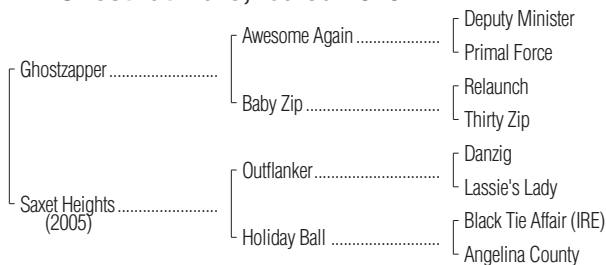 Deputy Minister
Awesome Again ....................
Primal Force
Ghostzapper ..........................
Relaunch
Baby Zip ................................
Thirty Zip
Danzig
Outflanker..............................
Lassie's Lady
Saxet Heights ........................
(2005)
Black Tie Affair (IRE)
Holiday Ball ..........................
Angelina County